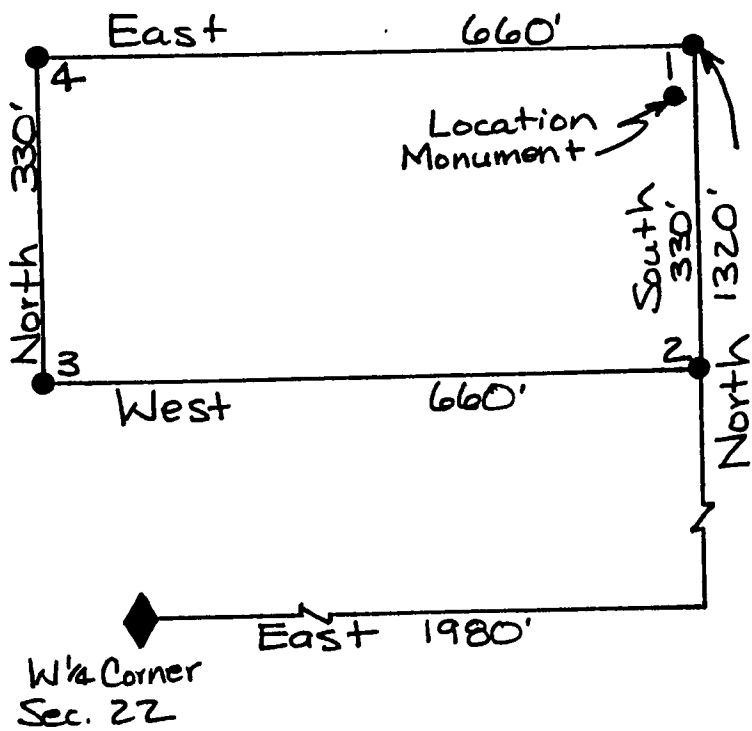 East 660'
4
1
Location
Monument
North 330'
South
330'
North 1320'
3
2
West 660'
East 1980'
W¼ Corner
Sec. 22